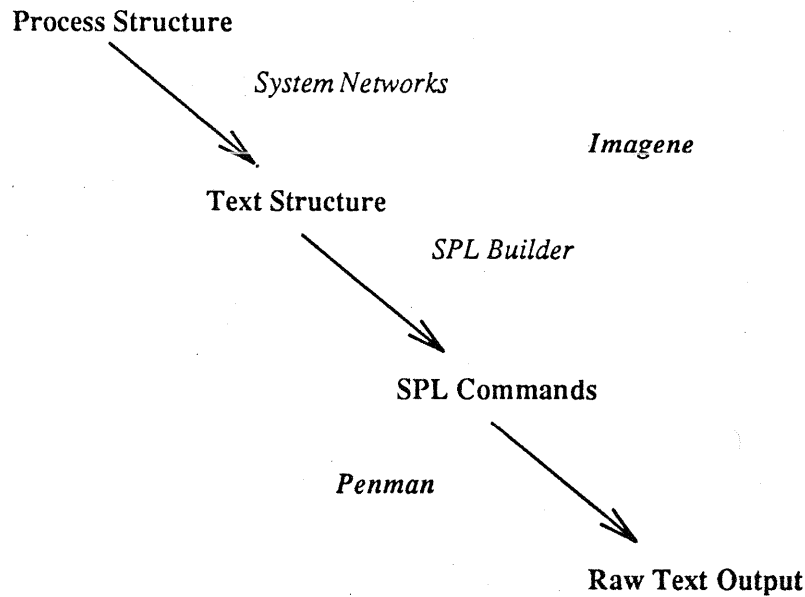 Process Structure
System Networks
Imagene
Text Structure
SPL Builder
SPL Commands
Penman
Raw Text Output